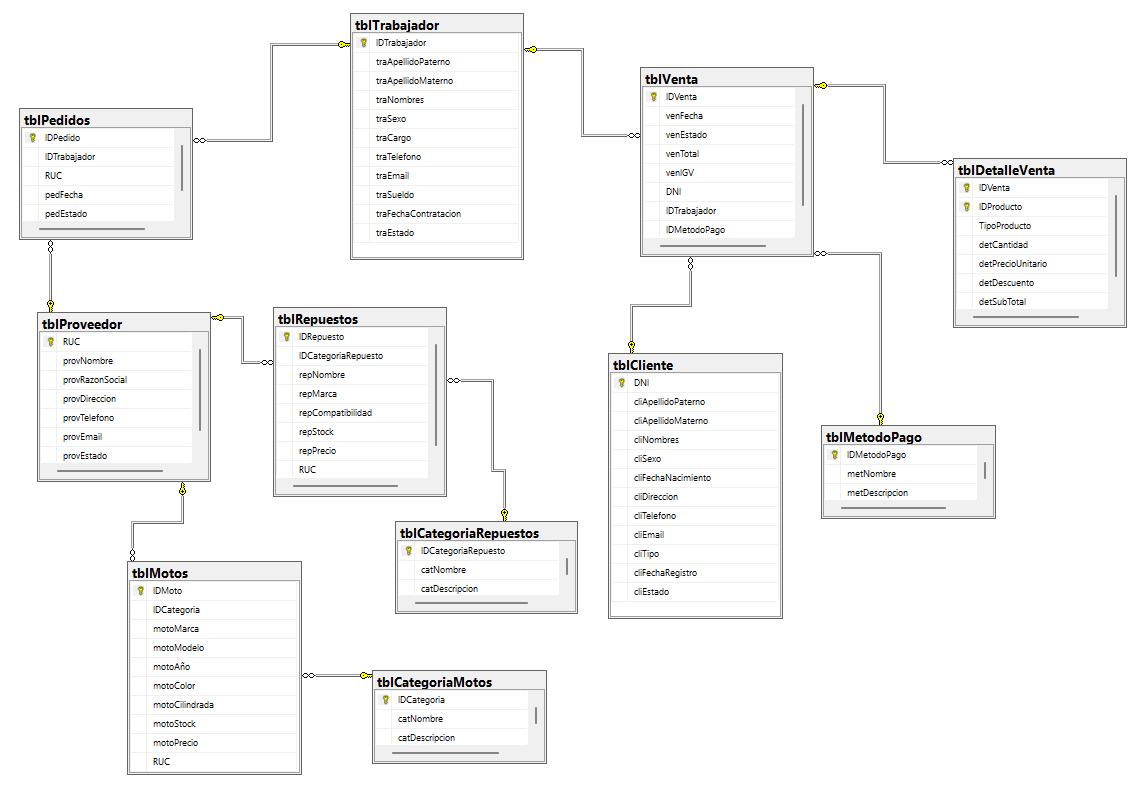 tblTrabajador
IDTrabajador
traApellidoPaterno
traApellidoMaterno
traNombres
traSexo
traCargo
traTelefono
traEmail
traSueldo
traFechaContratacion
traEstado
tblVenta
IDVenta
venFecha
venEstado
venTotal
venIGV
DNI
IDTrabajador
IDMetodoPago
tblPedidos
IDPedido
IDTrabajador
RUC
pedFecha
pedEstado
tblDetalleVenta
IDVenta
IDProducto
TipoProducto
detCantidad
detPrecioUnitario
detDescuento
detSubTotal
tblProveedor
RUC
provNombre
provRazonSocial
provDireccion
provTelefono
provEmail
provEstado
tblRepuestos
IDRepuesto
IDCategoriaRepuesto
repNombre
repMarca
repCompatibilidad
repStock
repPrecio
RUC
tblCliente
DNI
cliApellidoPaterno
cliApellidoMaterno
cliNombres
cliSexo
cliFechaNacimiento
cliDireccion
cliTelefono
cliEmail
cliTipo
cliFechaRegistro
cliEstado
tblMetodoPago
IDMetodoPago
metNombre
metDescripcion
tblCategoriaRepuestos
IDCategoriaRepuesto
catNombre
catDescripcion
tblMotos
IDMoto
IDCategoria
motoMarca
motoModelo
motoAño
motoColor
motoCilindrada
motoStock
motoPrecio
RUC
tblCategoriaMotos
IDCategoria
catNombre
catDescripcion